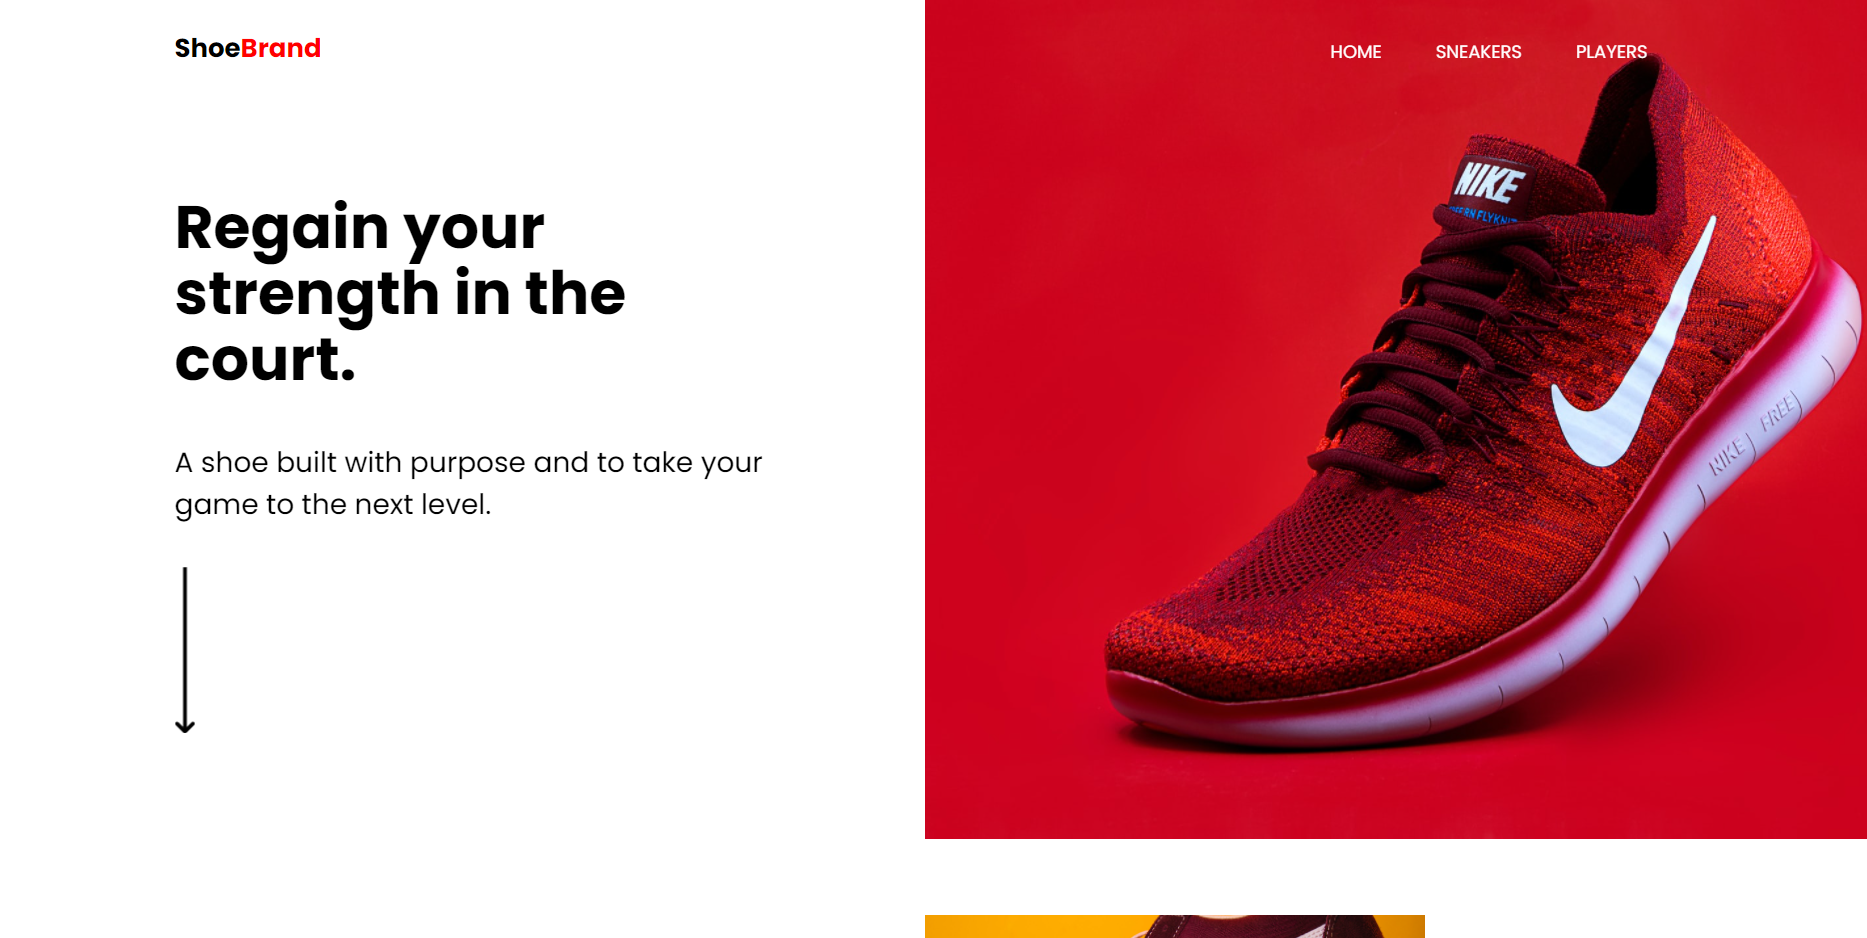 ShoeBrand
HOME SNEAKERS PLAYERS
Regain your
strength in the
court.
A shoe built with purpose and to take your
game to the next level.
NIKE
FLYKNIT
NIKE FREE